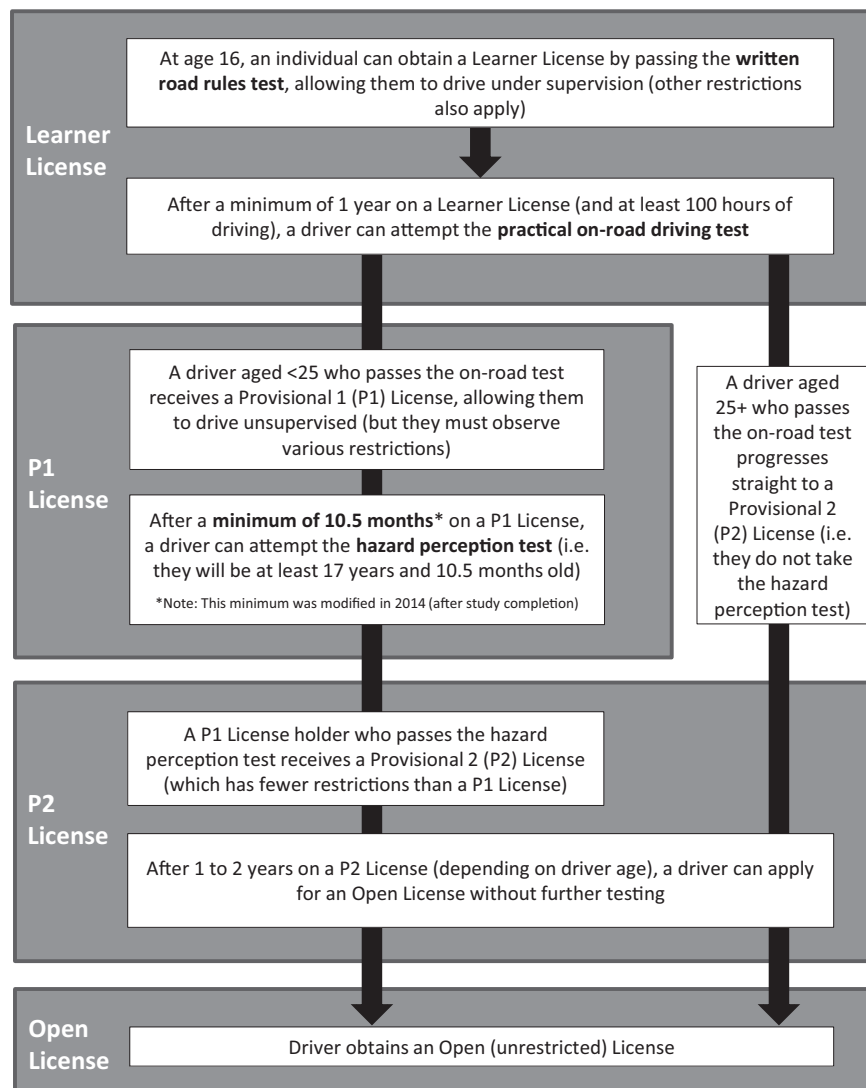 At age 16, an individual can obtain a Learner License by passing the written
road rules test, allowing them to drive under supervision (other restrictions
also apply)
Learner
License
After a minimum of 1 year on a Learner License (and at least 100 hours of
driving), a driver can attempt the practical on-road driving test
A driver aged <25 who passes the on-road test
receives a Provisional 1 (P1) License, allowing them
to drive unsupervised (but they must observe
various restrictions)
P1
License
After a minimum of 10.5 months* on a P1 License,
a driver can attempt the hazard perception test (i.e.
they will be at least 17 years and 10.5 months old)
*Note: This minimum was modified in 2014 (after study completion)
A driver aged
25+ who passes
the on-road test
progresses
straight to a
Provisional 2
(P2) License (i.e.
they do not take
the hazard
perception test)
A P1 License holder who passes the hazard
perception test receives a Provisional 2 (P2) License
(which has fewer restrictions than a P1 License)
P2
License
After 1 to 2 years on a P2 License (depending on driver age), a driver can apply
for an Open License without further testing
Open
License
Driver obtains an Open (unrestricted) License